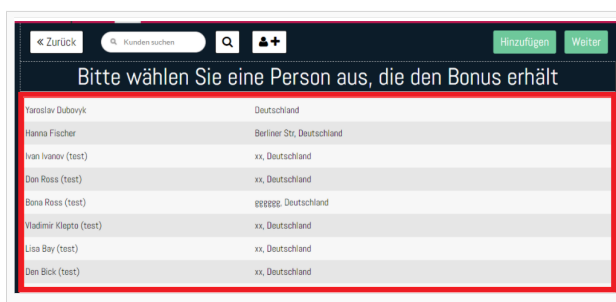 « Zurück Kunden suchen Hinzufügen Weiter
Bitte wählen Sie eine Person aus, die den Bonus erhält
Yaroslav Dubovyk Deutschland
Hanna Fischer Berliner Str, Deutschland
Ivan Ivanov (test) xx, Deutschland
Don Ross (test) xx, Deutschland
Bona Ross (test) gggggg, Deutschland
Vladimir Klepto (test) xx, Deutschland
Lisa Bay (test) xx, Deutschland
Den Bick (test) xx, Deutschland